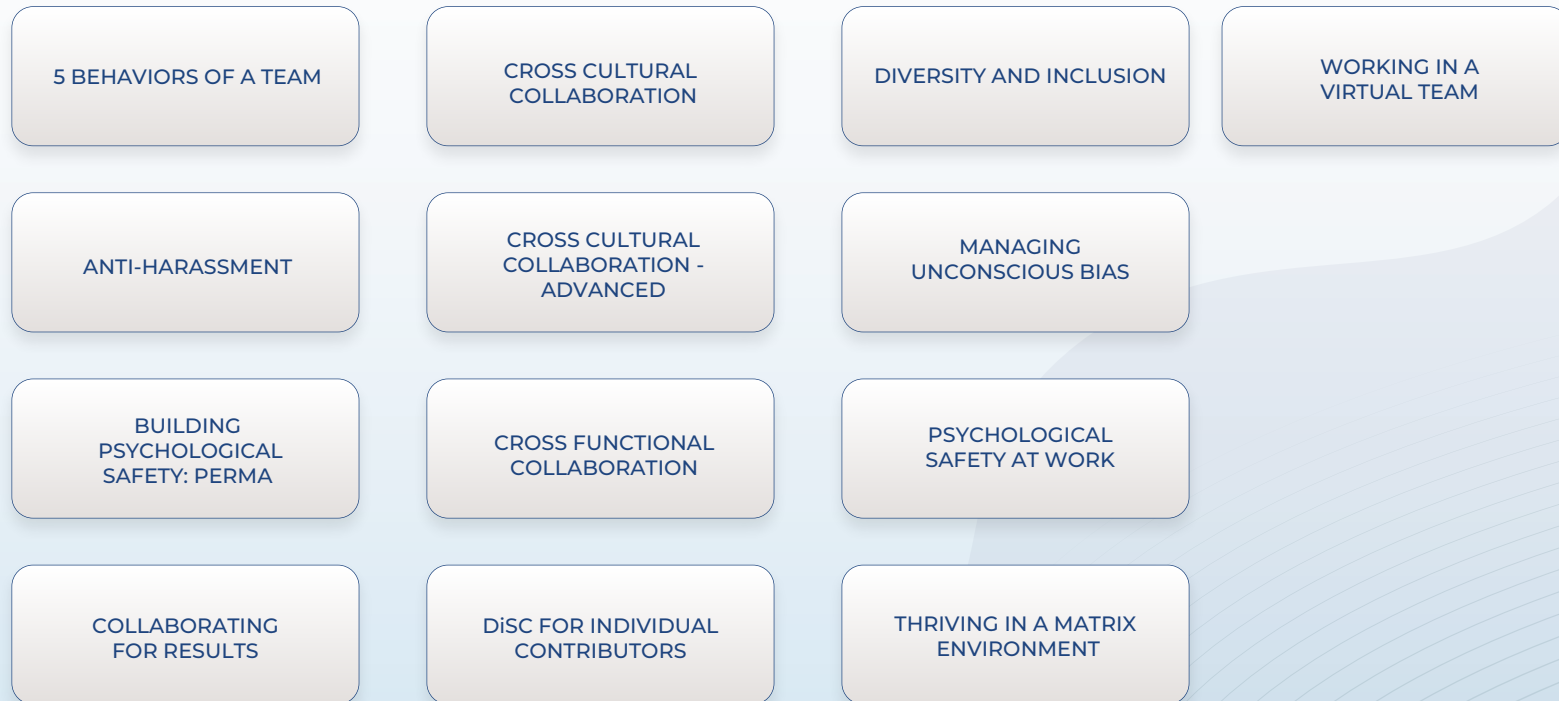 5 BEHAVIORS OF A TEAM
CROSS CULTURAL
COLLABORATION
DIVERSITY AND INCLUSION
WORKING IN A
VIRTUAL TEAM
ANTI-HARASSMENT
CROSS CULTURAL
COLLABORATION -
ADVANCED
MANAGING
UNCONSCIOUS BIAS
BUILDING
PSYCHOLOGICAL
SAFETY: PERMA
CROSS FUNCTIONAL
COLLABORATION
PSYCHOLOGICAL
SAFETY AT WORK
COLLABORATING
FOR RESULTS
DiSC FOR INDIVIDUAL
CONTRIBUTORS
THRIVING IN A MATRIX
ENVIRONMENT